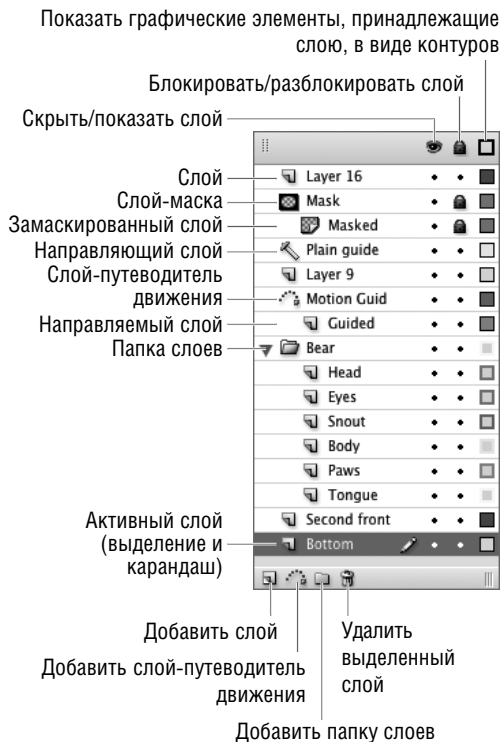 Показать графические элементы, принадлежащие
слою, в виде контуров
Блокировать/разблокировать слой
Скрыть/показать слой
Слой
Layer 16
Слой-маска
Mask
Замаскированный слой
Masked
Направляющий слой
Plain guide
Слой-путеводитель
движения
Layer 9
Motion Guid
Направляемый слой
Guided
Папка слоев
Bear
Head
Eyes
Snout
Body
Paws
Tongue
Second front
Активный слой
(выделение и
карандаш)
Bottom
Добавить слой
Удалить
выделенный
слой
Добавить слой-путеводитель
движения
Добавить папку слоев